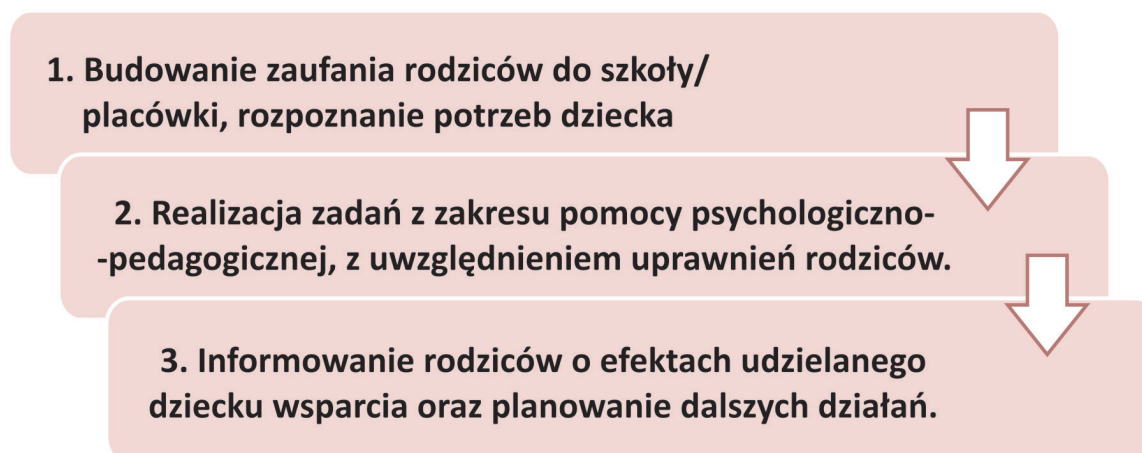 1. Budowanie zaufania rodziców do szkoły/
placówki, rozpoznanie potrzeb dziecka
2. Realizacja zadań z zakresu pomocy psychologiczno-
-pedagogicznej, z uwzględnieniem uprawnień rodziców.
3. Informowanie rodziców o efektach udzielanego
dziecku wsparcia oraz planowanie dalszych działań.